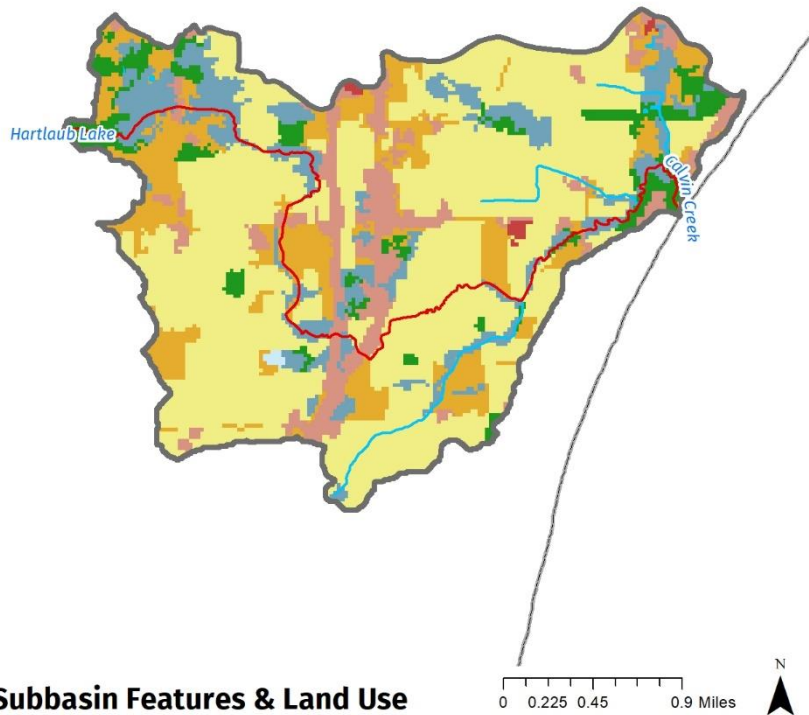 Hartlaub Lake
Calvin Creek
Subbasin Features & Land Use
0 0.225 0.45 0.9 Miles
N